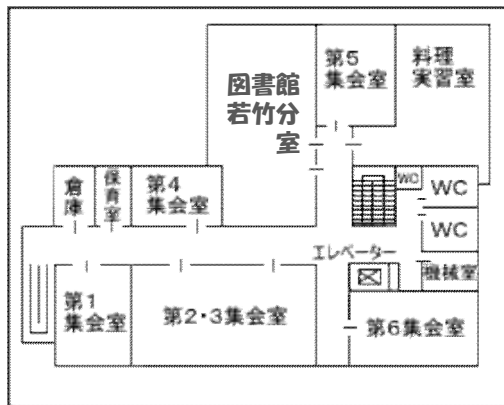 第5
集会室
料理
実習室
図書館
若竹分
室
倉庫
保育室
第4
集会室
WC
WC
WC
エレベーター
機械室
第1
集会室
第2・3集会室
第6集会室